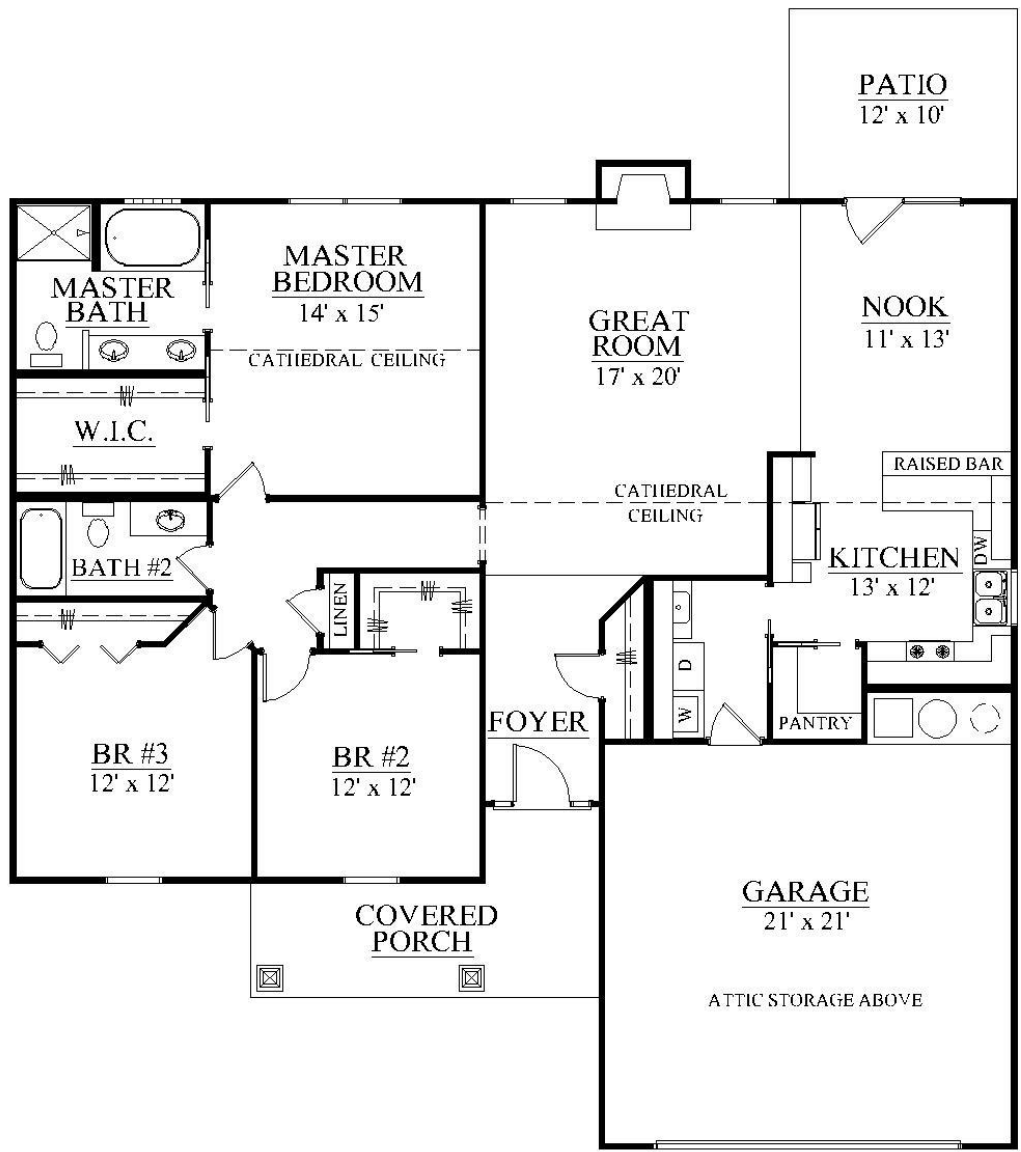 PATIO
12' x 10'
MASTER
BEDROOM
14' x 15'
CATHEDRAL CEILING
MASTER
BATH
GREAT
ROOM
17' x 20'
NOOK
11' x 13'
W.I.C.
RAISED BAR
CATHEDRAL
CEILING
DW
KITCHEN
13' x 12'
BATH #2
LINEN
D
W
PANTRY
FOYER
BR #3
12' x 12'
BR #2
12' x 12'
GARAGE
21' x 21'
COVERED
PORCH
ATTIC STORAGE ABOVE